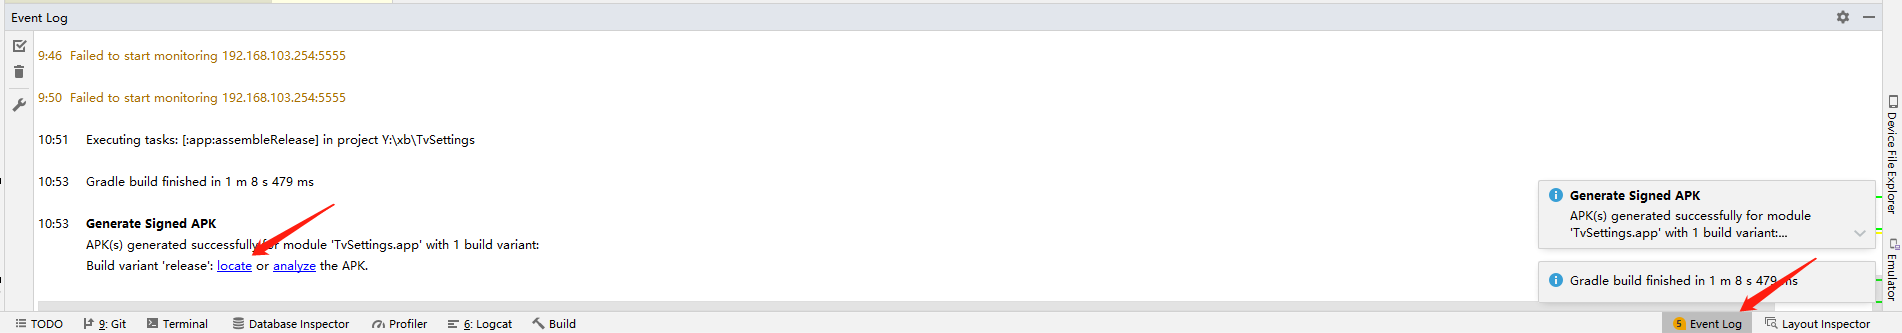 Event Log
9:46 Failed to start monitoring 192.168.103.254:5555
9:50 Failed to start monitoring 192.168.103.254:5555
10:51 Executing tasks: [:app:assembleRelease] in project Y:\xb\TvSettings
10:53 Gradle build finished in 1 m 8 s 479 ms
10:53 Generate Signed APK
APK(s) generated successfully for module 'TvSettings.app' with 1 build variant:
Build variant 'release': locate or analyze the APK.
Generate Signed APK
APK(s) generated successfully for module
'TvSettings.app' with 1 build variant:...
Gradle build finished in 1 m 8 s 479 ms
Device File Explorer
Emulator
TODO 9: Git Terminal Database Inspector Profiler 6: Logcat Build 5 Event Log Layout Inspector